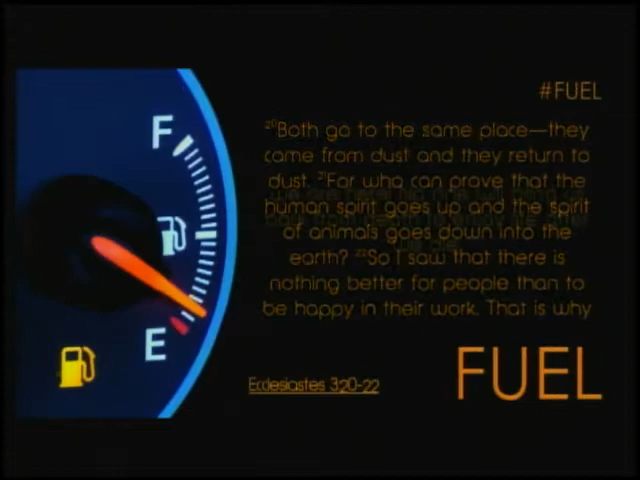 #FUEL
F
20Both go to the same place—they
came from dust and they return to
dust. 21For who can prove that the
human spirit goes up and the spirit
of animals goes down into the
earth? 22So I saw that there is
nothing better for people than to
be happy in their work. That is why
E
Ecclesiastes 3:20-22
FUEL